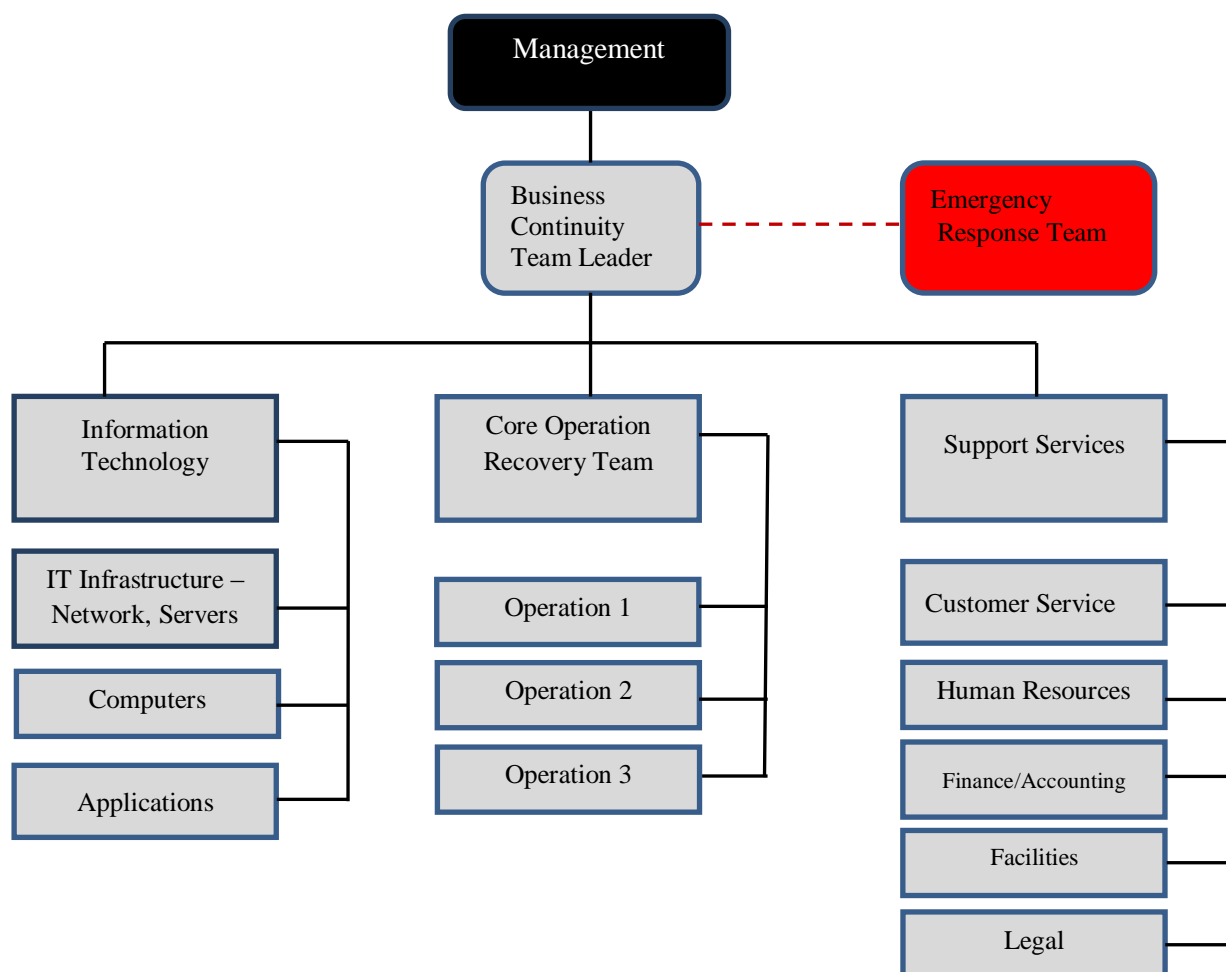 Management
Business
Continuity
Team Leader
Emergency
Response Team
Information
Technology
IT Infrastructure –
Network, Servers
Computers
Applications
Core Operation
Recovery Team
Operation 1
Operation 2
Operation 3
Support Services
Customer Service
Human Resources
Finance/Accounting
Facilities
Legal